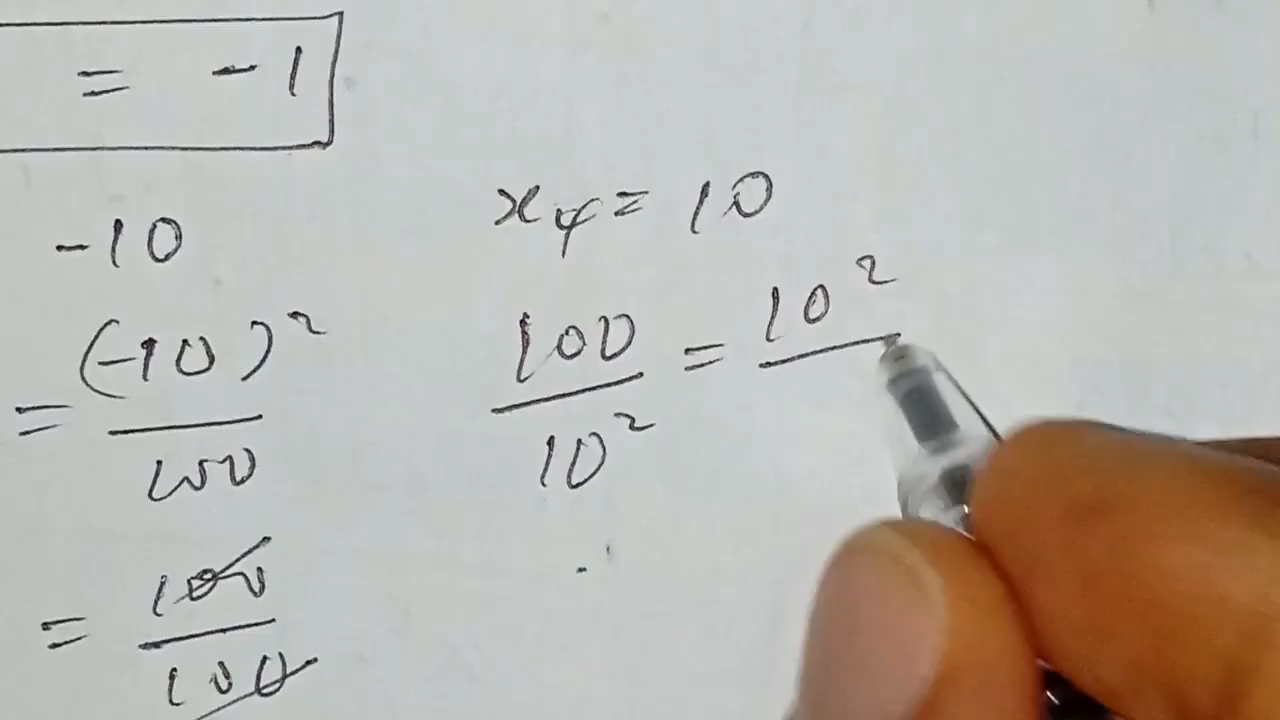 = -1
-10
= (-10)² / 100
= 100 / 100
x₄ = 10
100 / 10² = 10² /